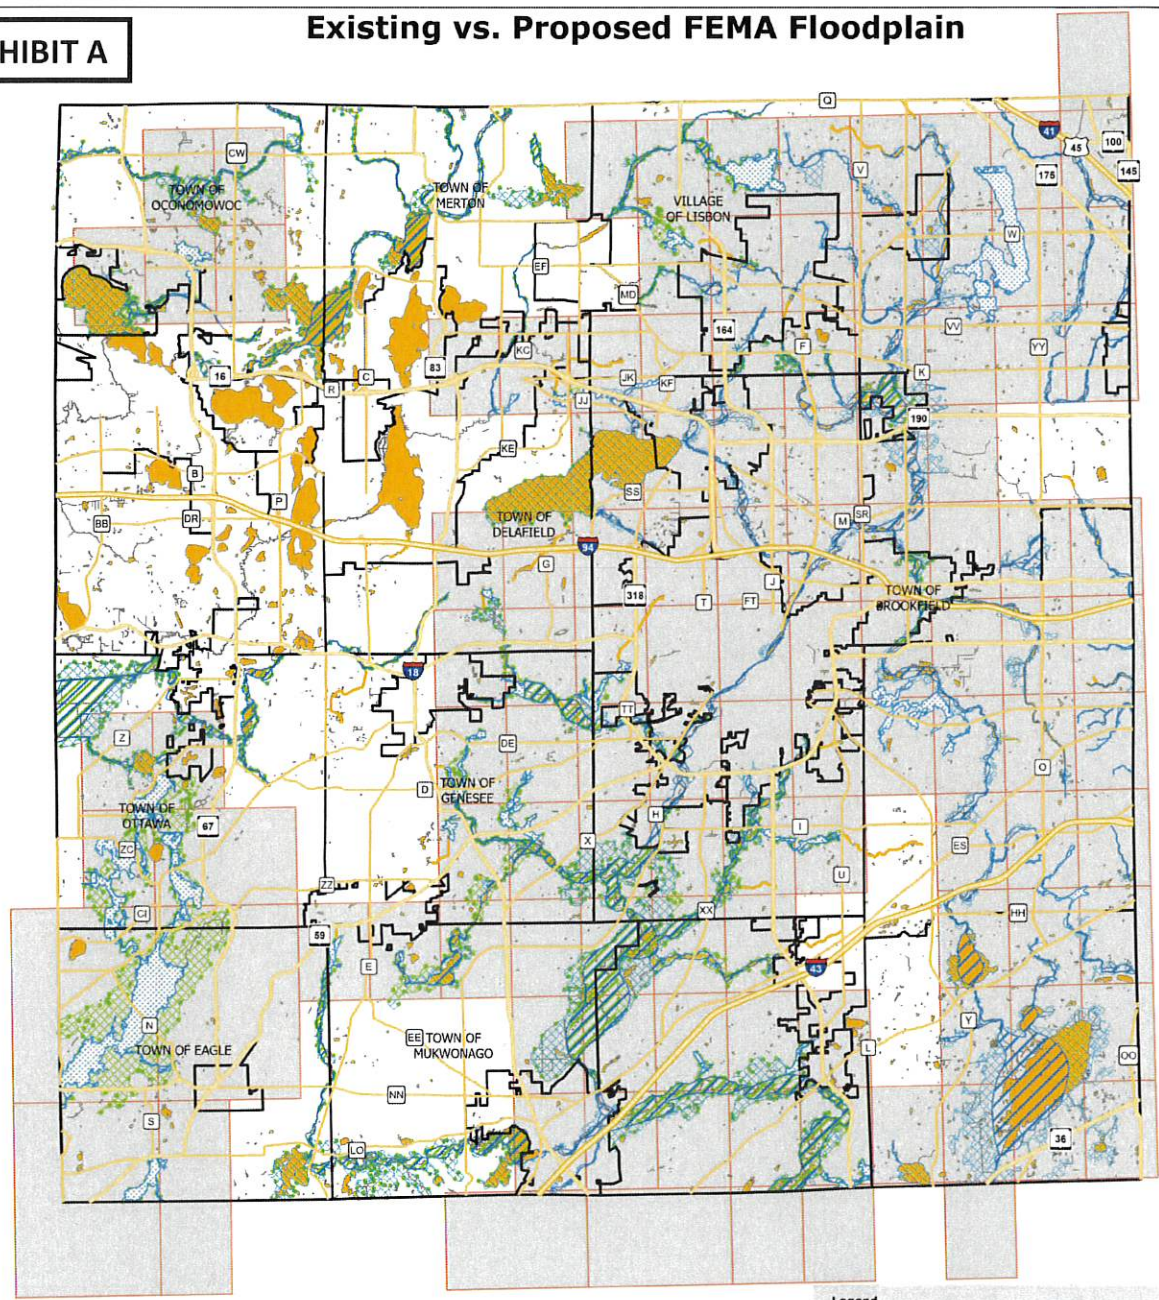 Existing vs. Proposed FEMA Floodplain
HIBIT A
Q
41
45
100
145
175
CW
V
TOWN OF
OCONOMOWOC
TOWN OF
MERTON
VILLAGE
OF LISBON
W
EF
MD
164
VV
F
YY
KC
83
16
R
C
JK
KF
K
JJ
190
KE
B
P
SS
BB
DR
TOWN OF
DELAFIELD
M
SR
94
G
318
T
FT
J
TOWN OF
BROOKFIELD
18
TT
Z
DE
O
D
TOWN OF
GENESEE
TOWN OF
OTTAWA
67
H
I
X
ZC
ES
U
ZZ
CI
XX
HH
59
E
43
N
Y
TOWN OF EAGLE
EE
TOWN OF
MUKWONAGO
L
OO
NN
S
LO
36
Legend